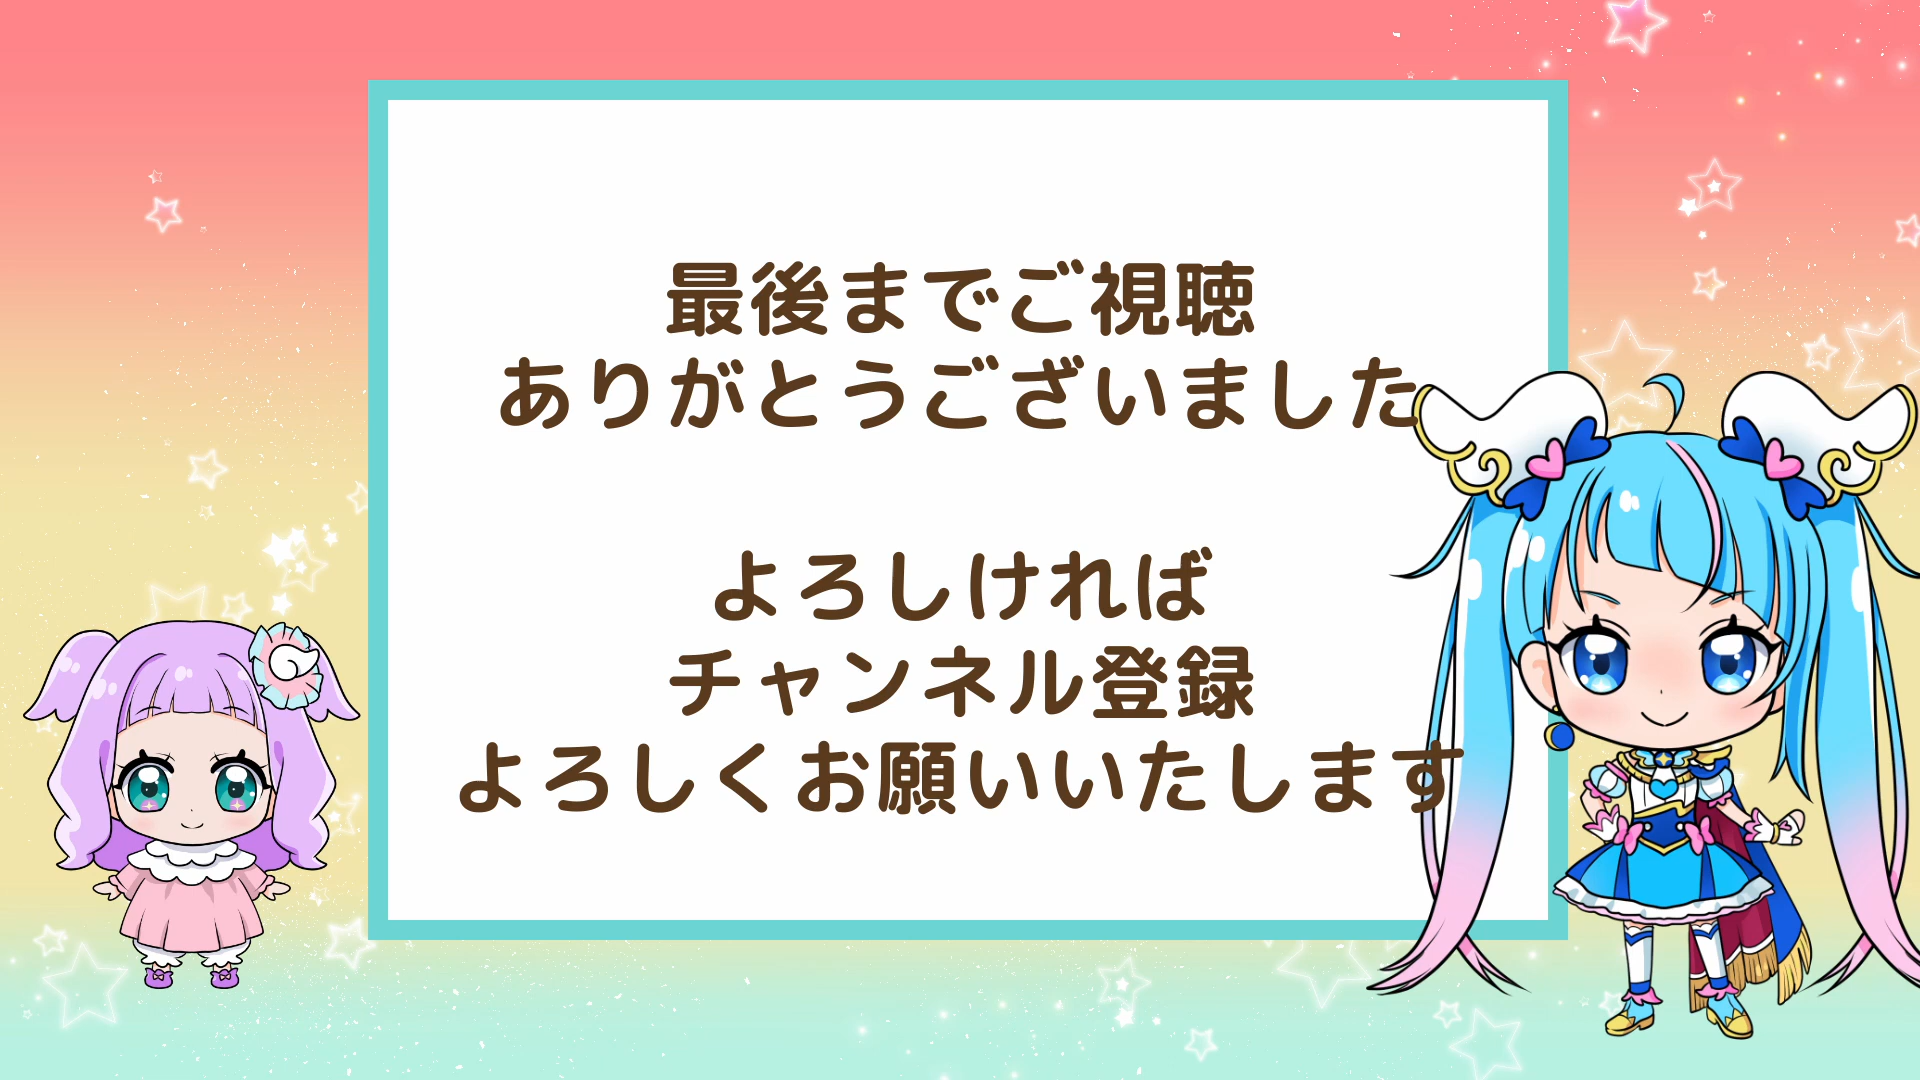 最後までご視聴
ありがとうございました
よろしければ
チャンネル登録
よろしくお願いいたします